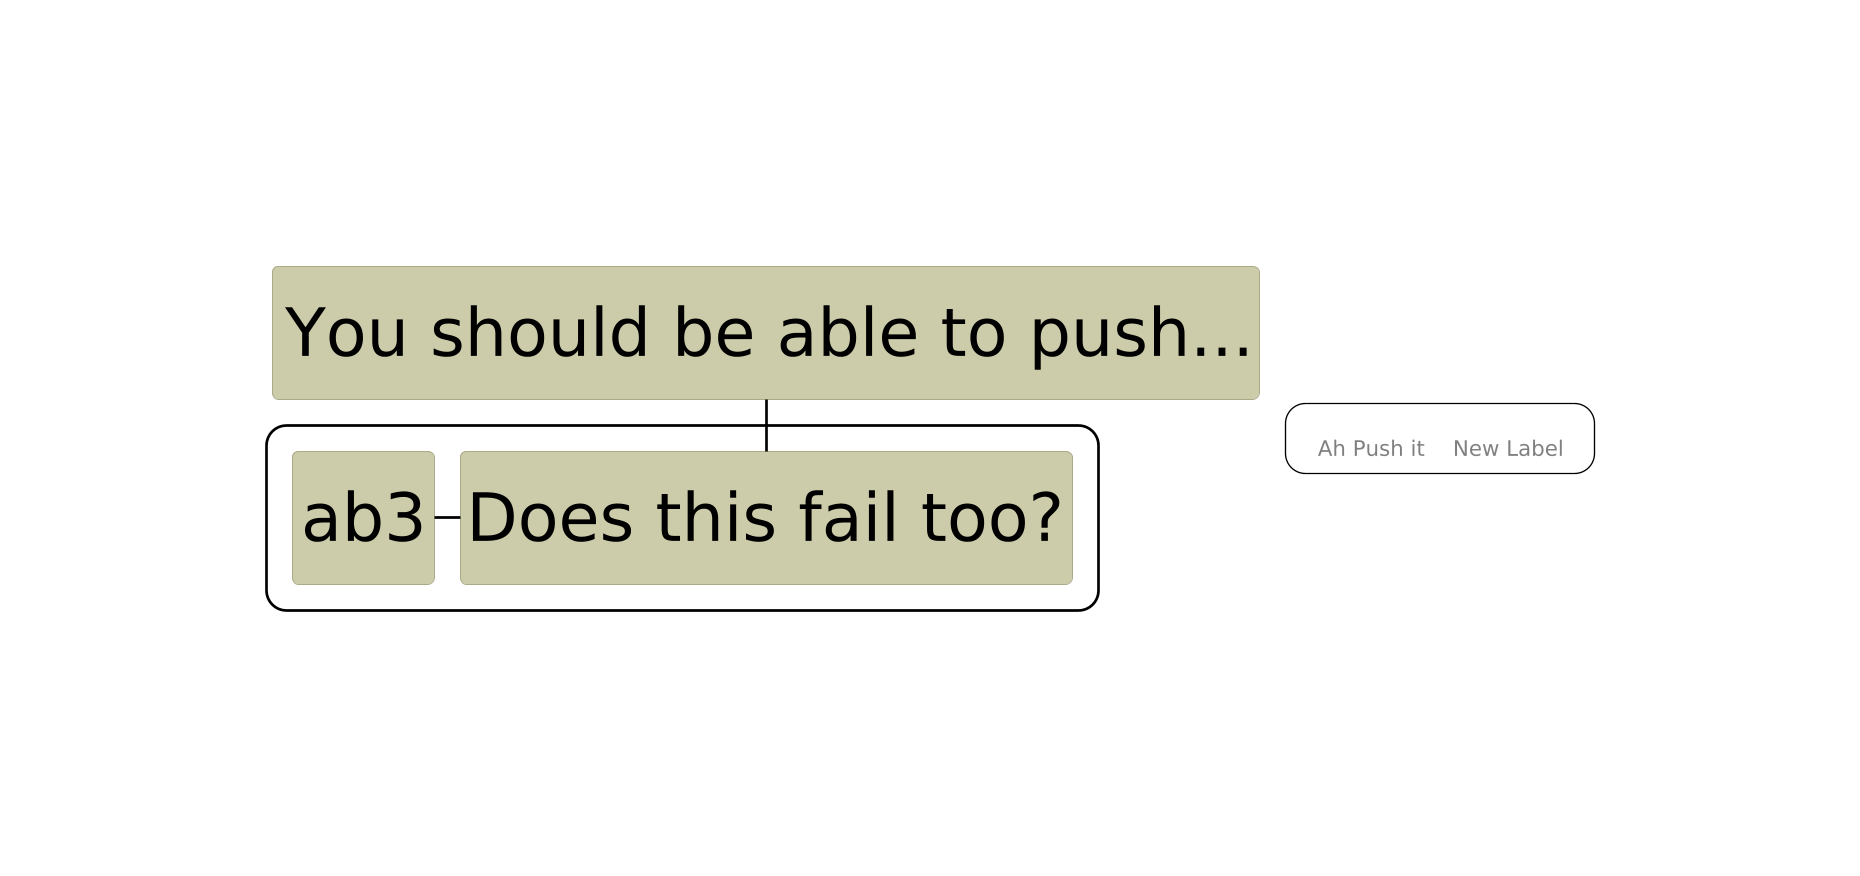 You should be able to push...
Ah Push it New Label
ab3 Does this fail too?